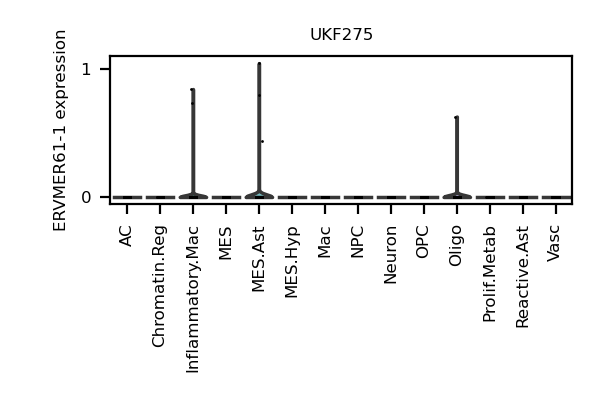 UKF275
ERVMER61-1 expression
1
0
AC
Chromatin.Reg
Inflammatory.Mac
MES
MES.Ast
MES.Hyp
Mac
NPC
Neuron
OPC
Oligo
Prolif.Metab
Reactive.Ast
Vasc